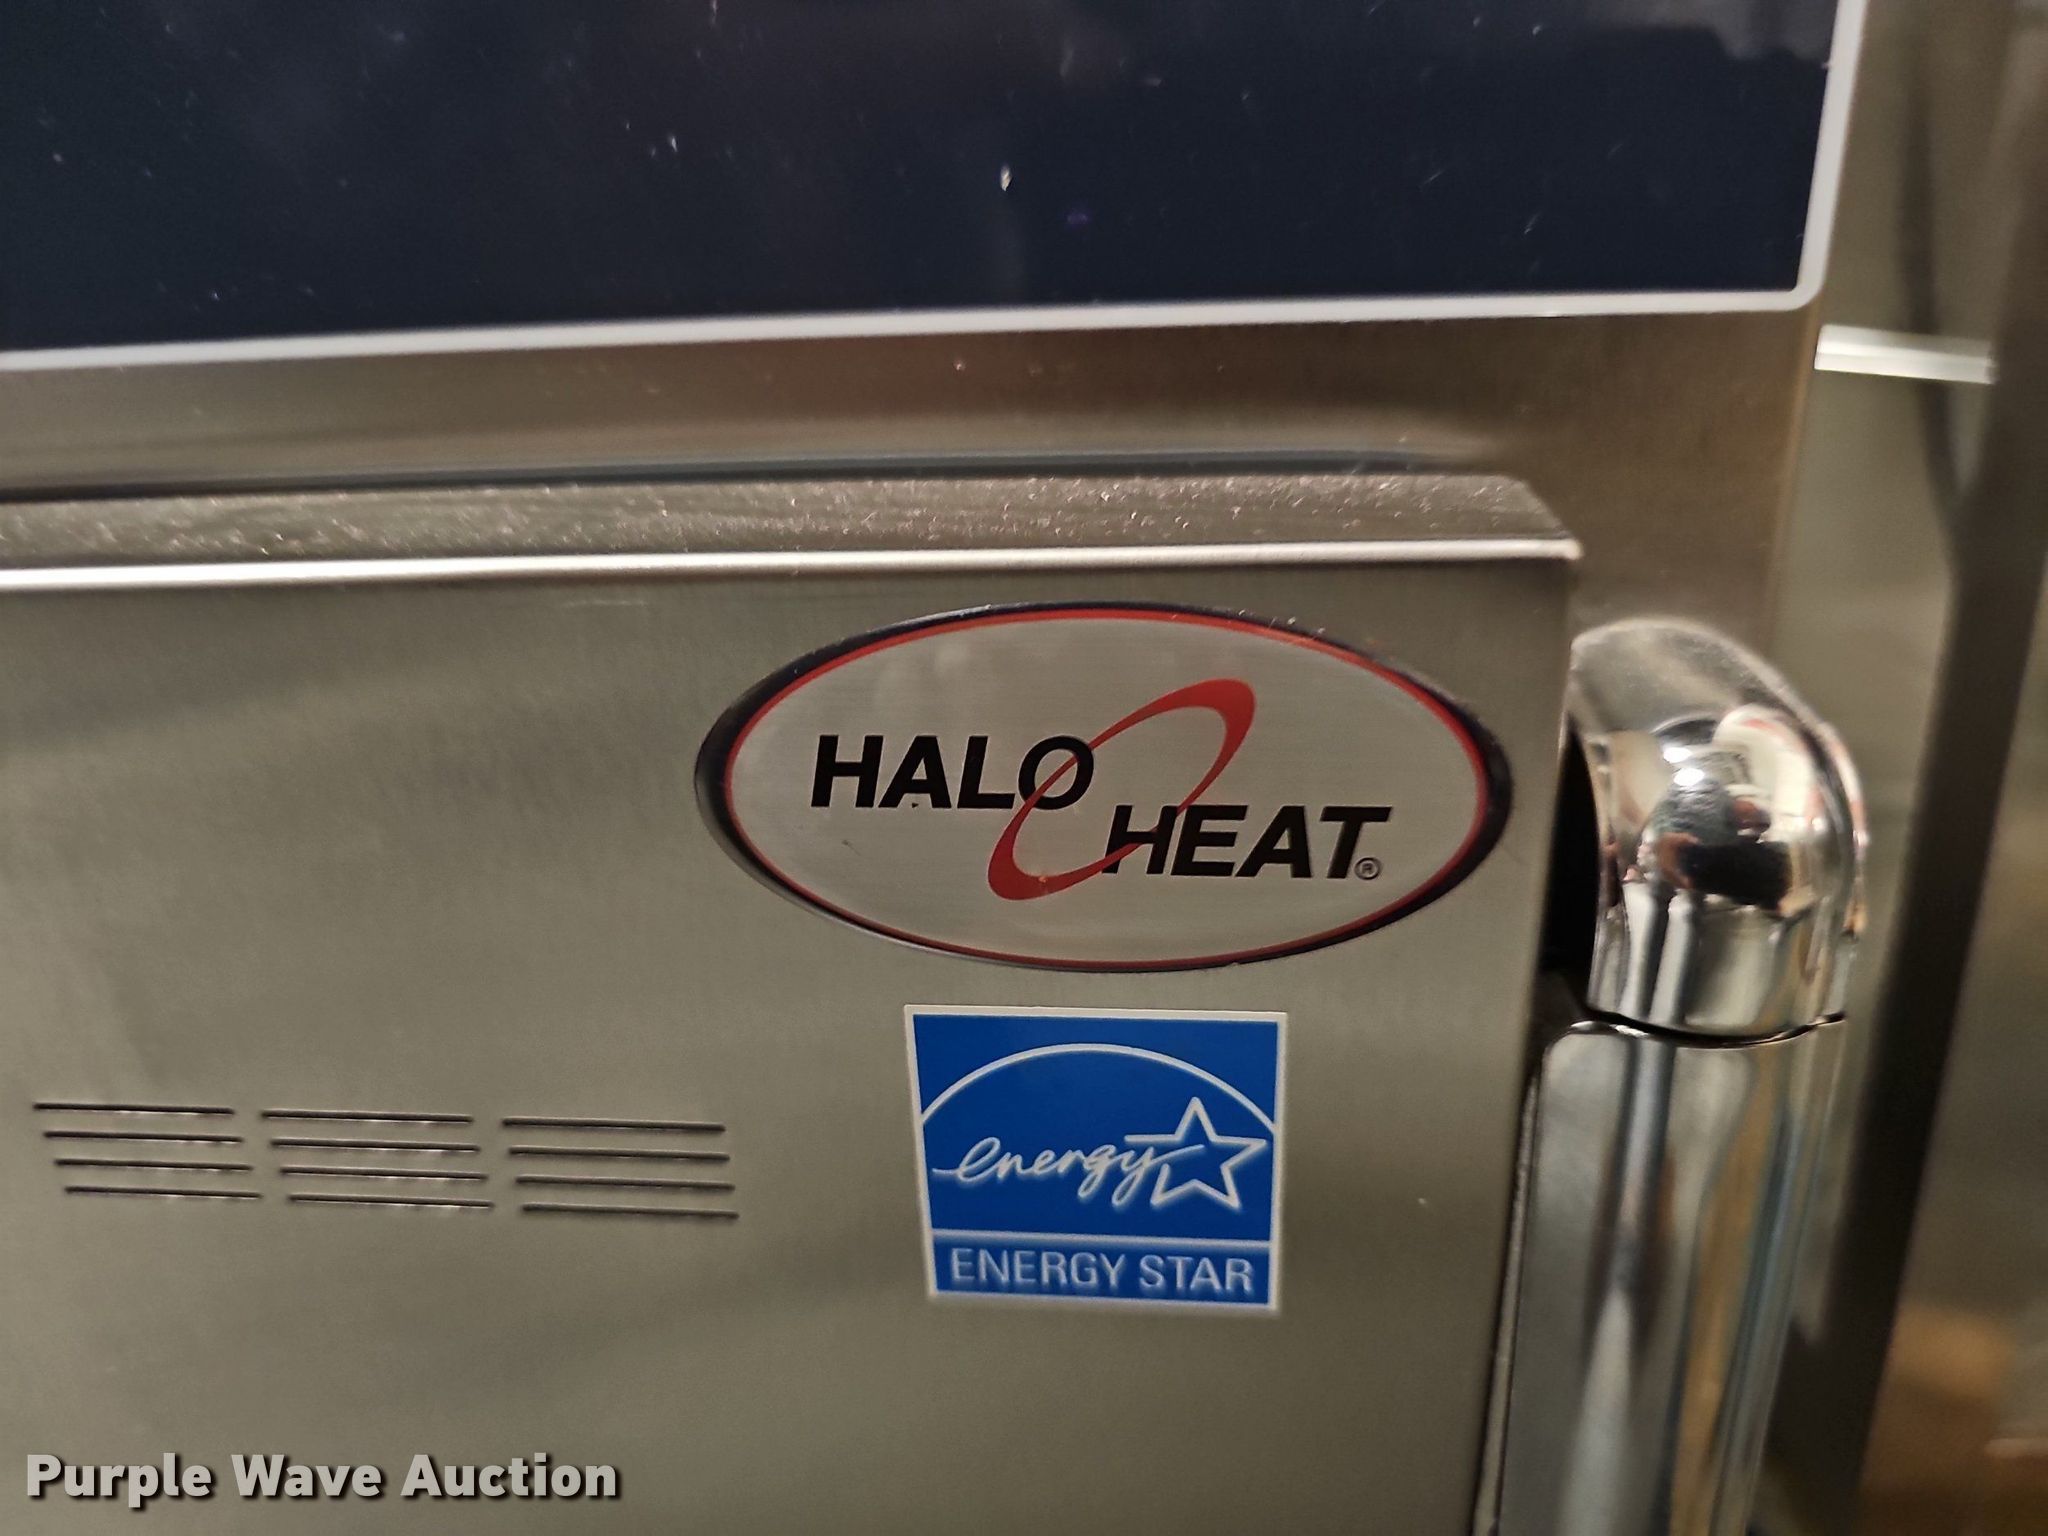 HALO
HEAT®
energy
ENERGY STAR
Purple Wave Auction